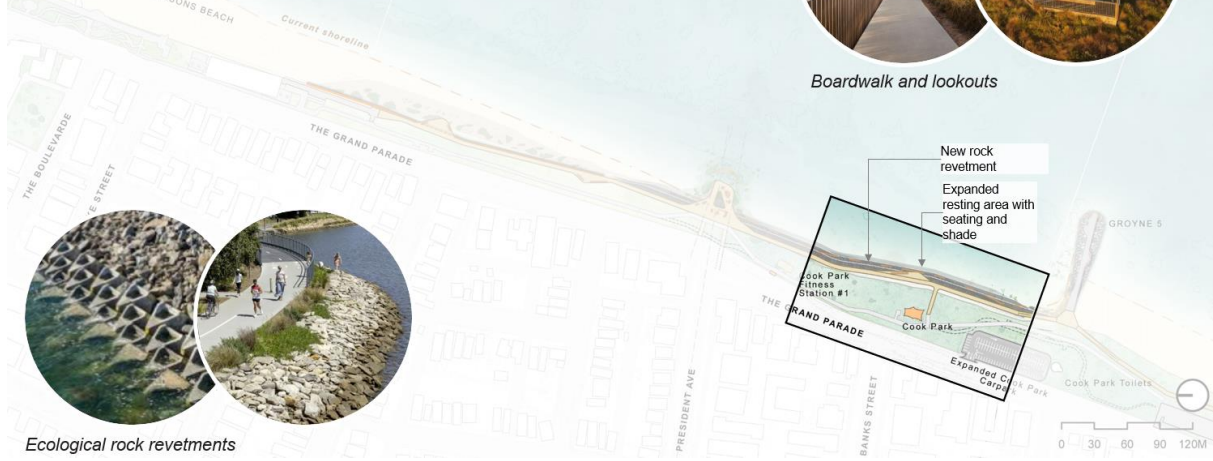 Current shoreline
Boardwalk and lookouts
THE BOULEVARDE
THE GRAND PARADE
New rock
revetment
Expanded
resting area with
seating and
shade
GROYNE 5
Cook Park
Fitness
Station #1
THE GRAND PARADE
Cook Park
Expanded
Cook Park
Cook Park Toilets
PRESIDENT AVE
BANKS STREET
0 30 60 90 120M
Ecological rock revetments